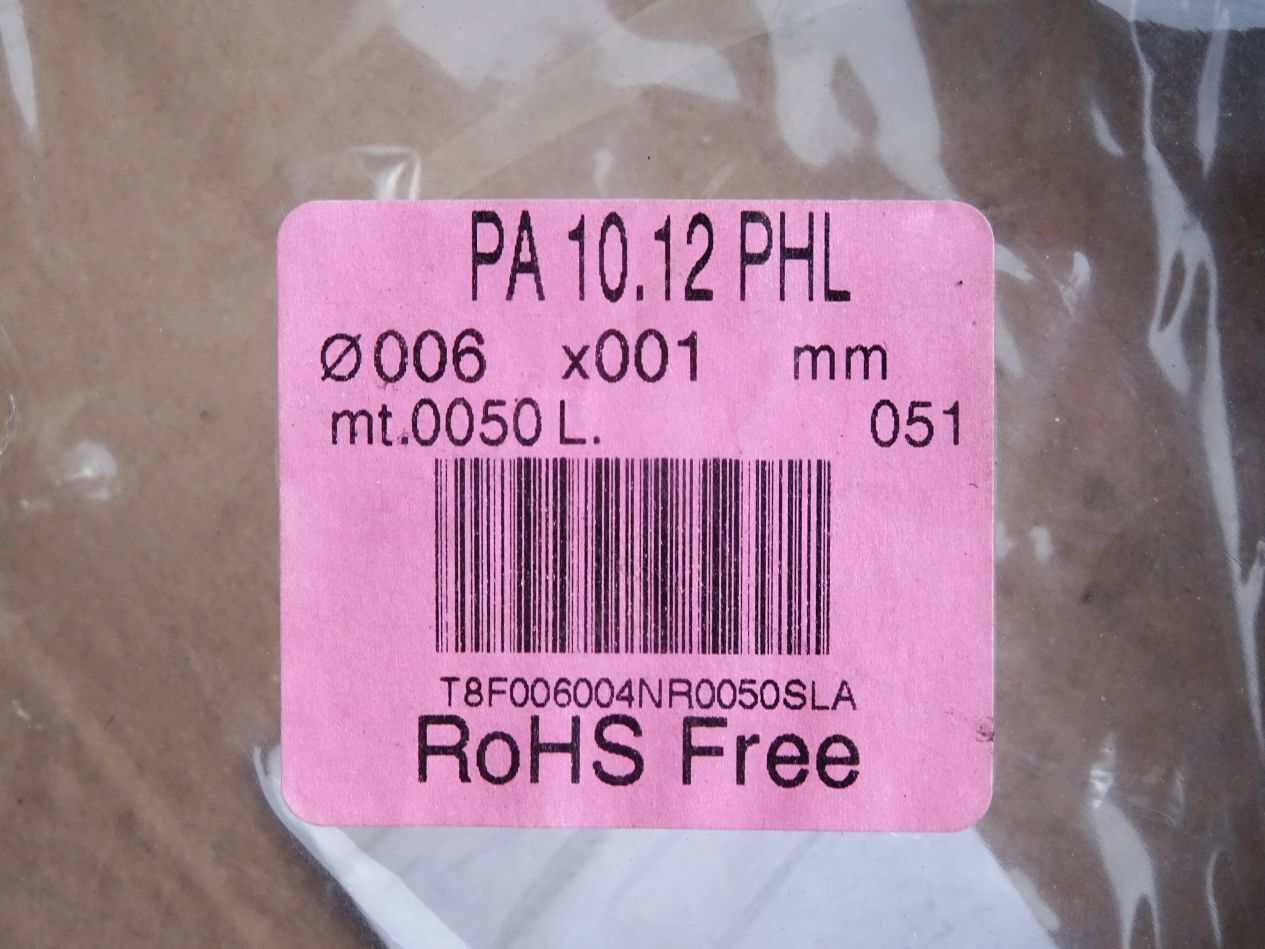 PA 10.12 PHL
Ø006 x001 mm
mt.0050 L. 051
T8F006004NR0050SLA
RoHS Free